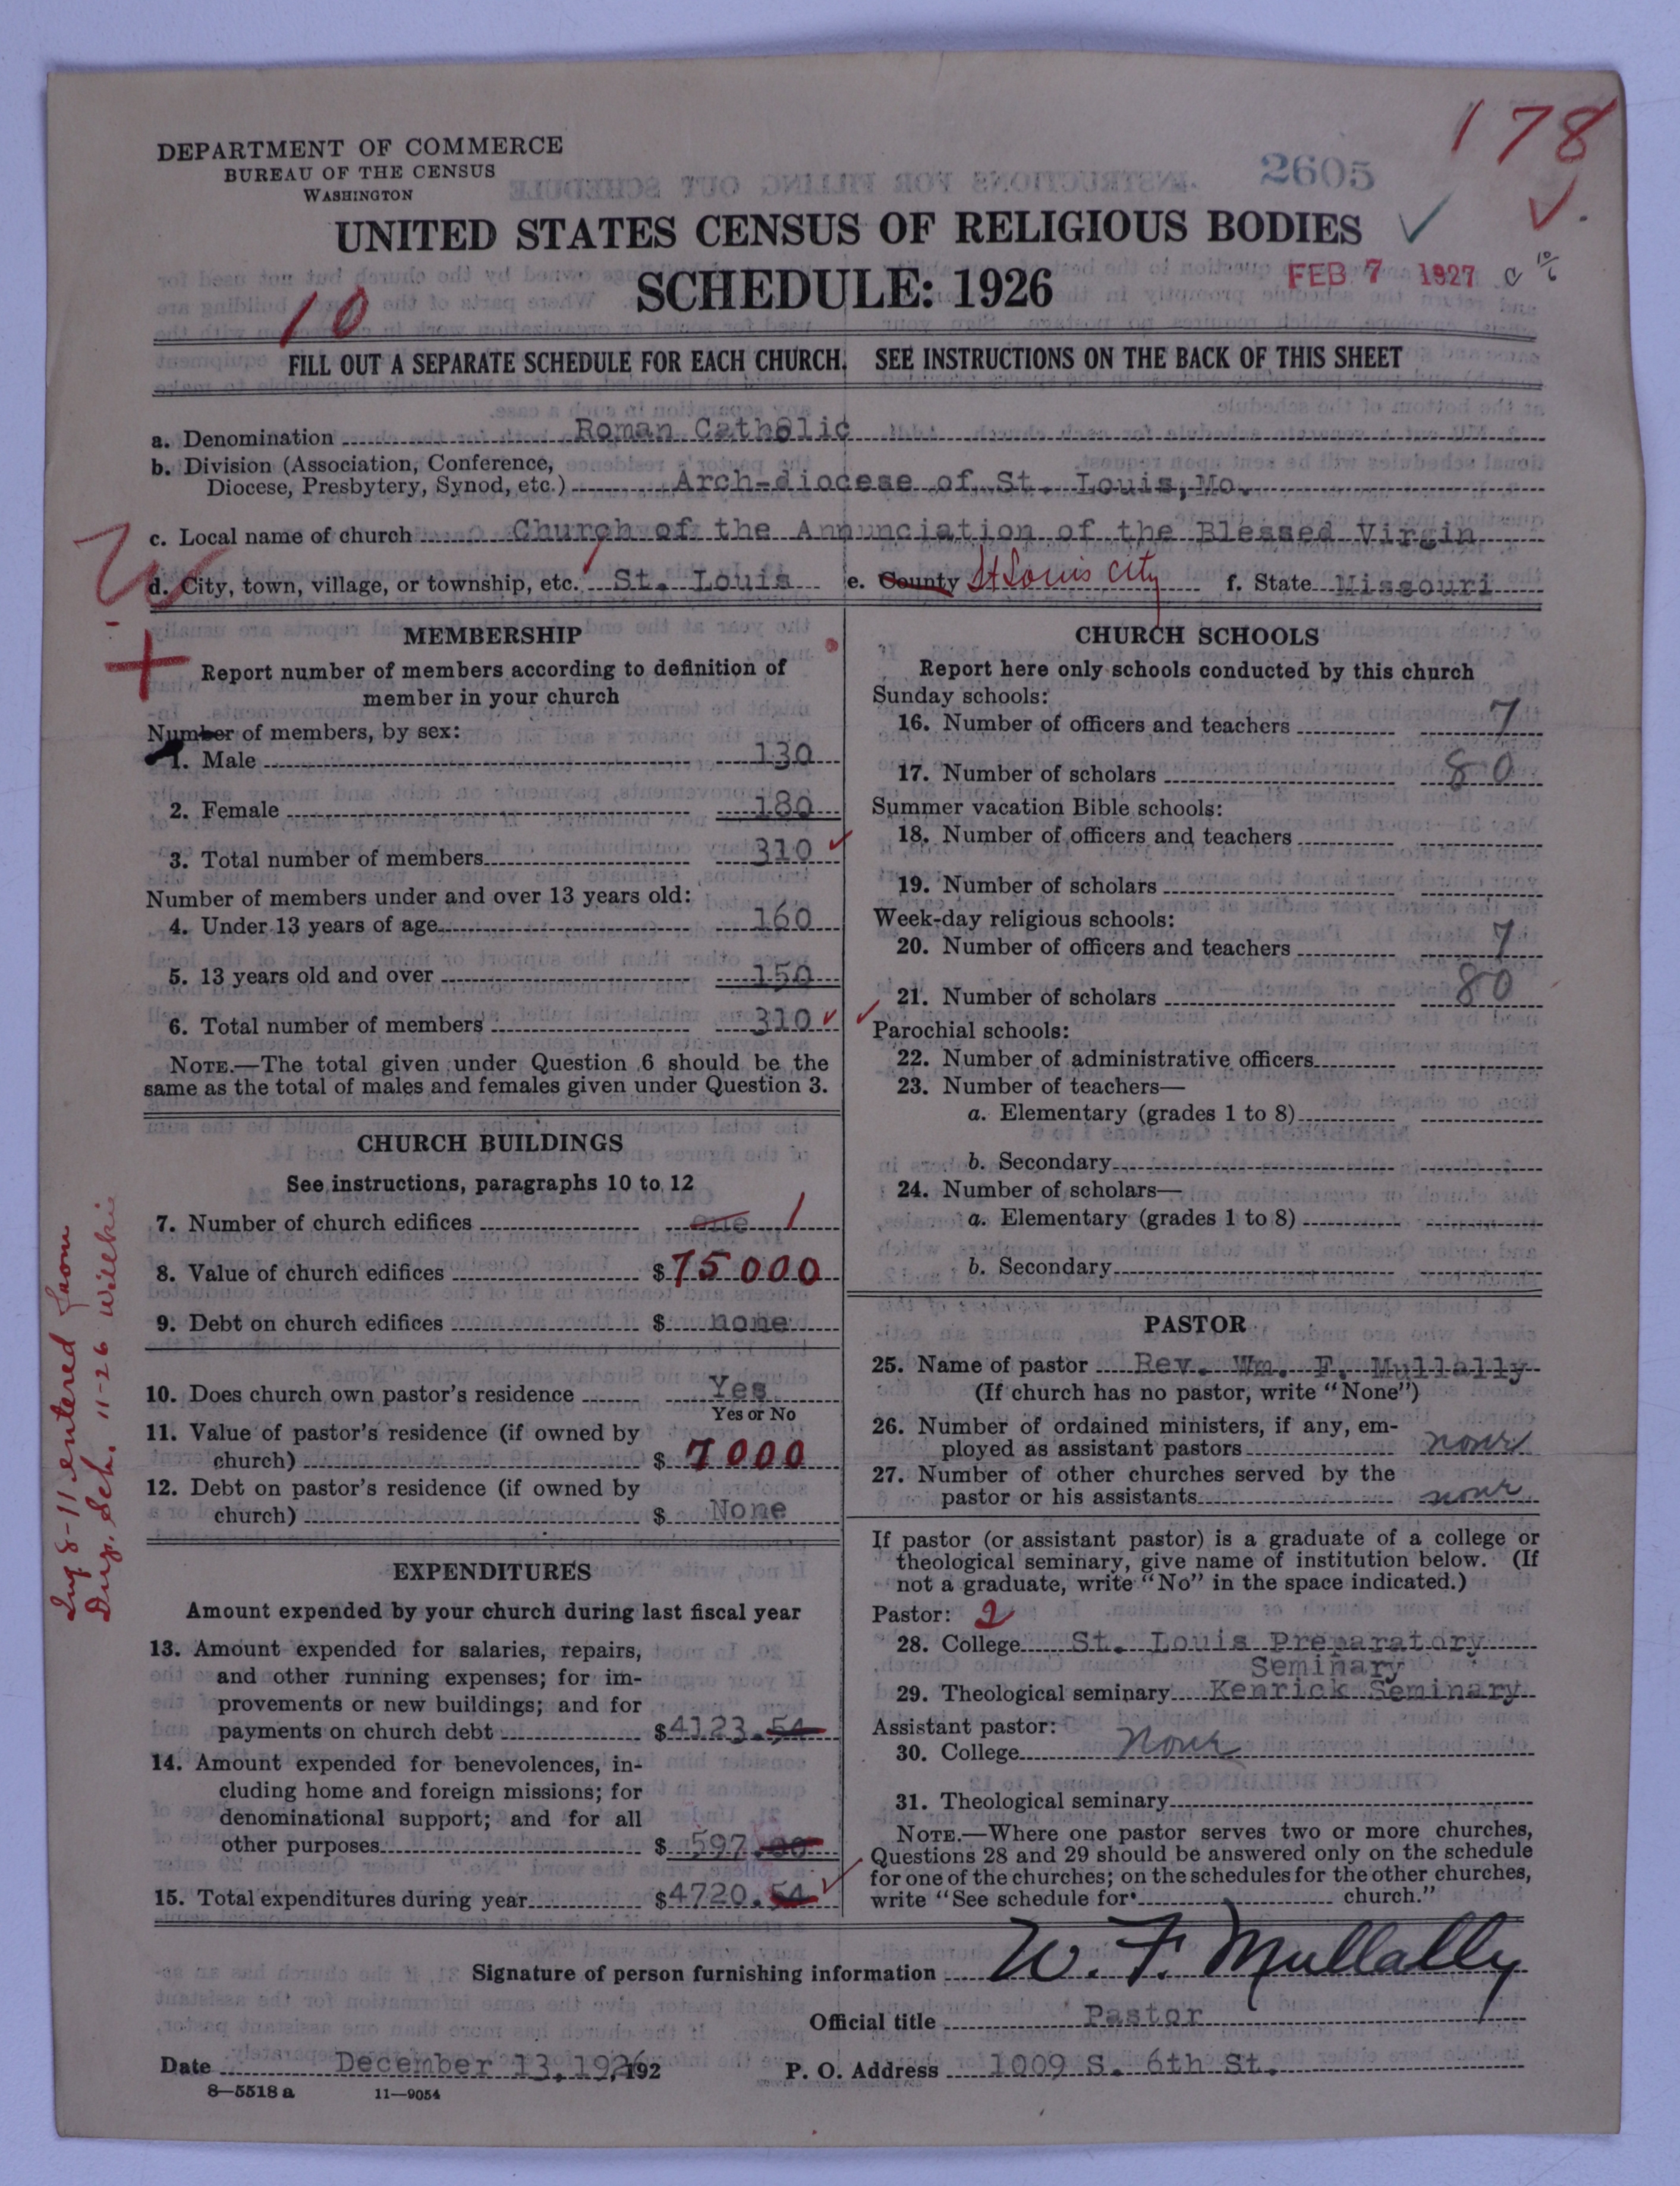 178
DEPARTMENT OF COMMERCE
BUREAU OF THE CENSUS
WASHINGTON
2605
UNITED STATES CENSUS OF RELIGIOUS BODIES
SCHEDULE: 1926
FEB 7 1927
10
FILL OUT A SEPARATE SCHEDULE FOR EACH CHURCH. SEE INSTRUCTIONS ON THE BACK OF THIS SHEET
a. Denomination Roman Catholic
b. Division (Association, Conference,
Diocese, Presbytery, Synod, etc.) Arch-diocese of St. Louis, Mo.
c. Local name of church Church of the Annunciation of the Blessed Virgin
d. City, town, village, or township, etc. St. Louis e. County St Louis City f. State Missouri
MEMBERSHIP
Report number of members according to definition of
member in your church
Number of members, by sex:
1. Male 130
2. Female 180
3. Total number of members 310
Number of members under and over 13 years old:
4. Under 13 years of age 160
5. 13 years old and over 150
6. Total number of members 310
NOTE.—The total given under Question 6 should be the
same as the total of males and females given under Question 3.
CHURCH BUILDINGS
See instructions, paragraphs 10 to 12
7. Number of church edifices one 1
8. Value of church edifices $75000
9. Debt on church edifices $ none
10. Does church own pastor's residence Yes
Yes or No
11. Value of pastor's residence (if owned by
church) $ 7000
12. Debt on pastor's residence (if owned by
church) $ None
EXPENDITURES
Amount expended by your church during last fiscal year
13. Amount expended for salaries, repairs,
and other running expenses; for im-
provements or new buildings; and for
payments on church debt $4123.54
14. Amount expended for benevolences, in-
cluding home and foreign missions; for
denominational support; and for all
other purposes $ 597.00
15. Total expenditures during year $4720.54
CHURCH SCHOOLS
Report here only schools conducted by this church
Sunday schools:
16. Number of officers and teachers 7
17. Number of scholars 80
Summer vacation Bible schools:
18. Number of officers and teachers
19. Number of scholars
Week-day religious schools:
20. Number of officers and teachers 7
21. Number of scholars 80
Parochial schools:
22. Number of administrative officers
23. Number of teachers—
a. Elementary (grades 1 to 8)
b. Secondary
24. Number of scholars—
a. Elementary (grades 1 to 8)
b. Secondary
PASTOR
25. Name of pastor Rev. Wm. F. Mullally
(If church has no pastor, write "None")
26. Number of ordained ministers, if any, em-
ployed as assistant pastors none
27. Number of other churches served by the
pastor or his assistants none
If pastor (or assistant pastor) is a graduate of a college or
theological seminary, give name of institution below. (If
not a graduate, write "No" in the space indicated.)
Pastor: 2
28. College St. Louis Preparatory
Seminary
29. Theological seminary Kenrick Seminary
Assistant pastor:
30. College None
31. Theological seminary
NOTE.—Where one pastor serves two or more churches,
Questions 28 and 29 should be answered only on the schedule
for one of the churches; on the schedules for the other churches,
write "See schedule for church."
Signature of person furnishing information W. F. Mullally
Official title Pastor
Date December 13, 1926, 192 P. O. Address 1009 S. 6th St.
8—5518 a 11—9054
Inq 8-11 entered from
Dup. Sch. 11-26 Wilkie